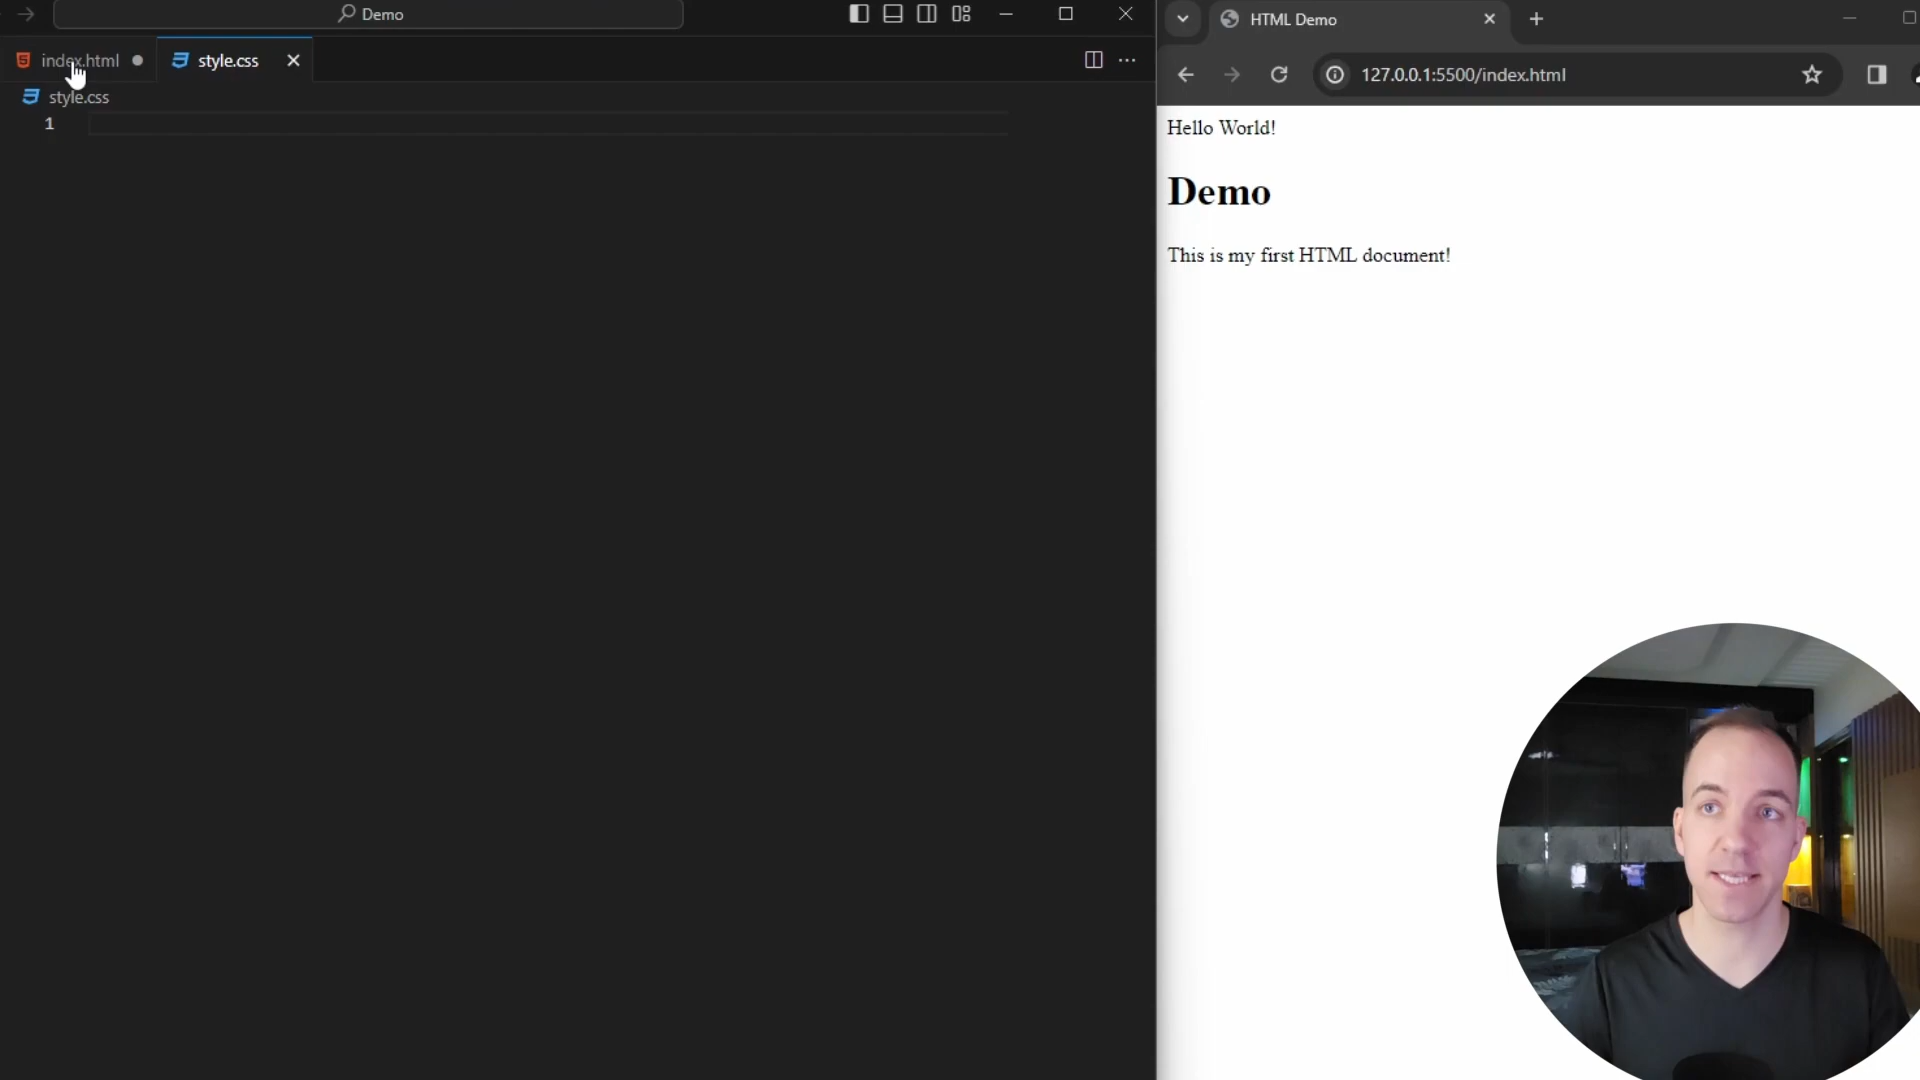 Demo
index.html
style.css
style.css
1
HTML Demo
127.0.0.1:5500/index.html
Hello World!
Demo
This is my first HTML document!